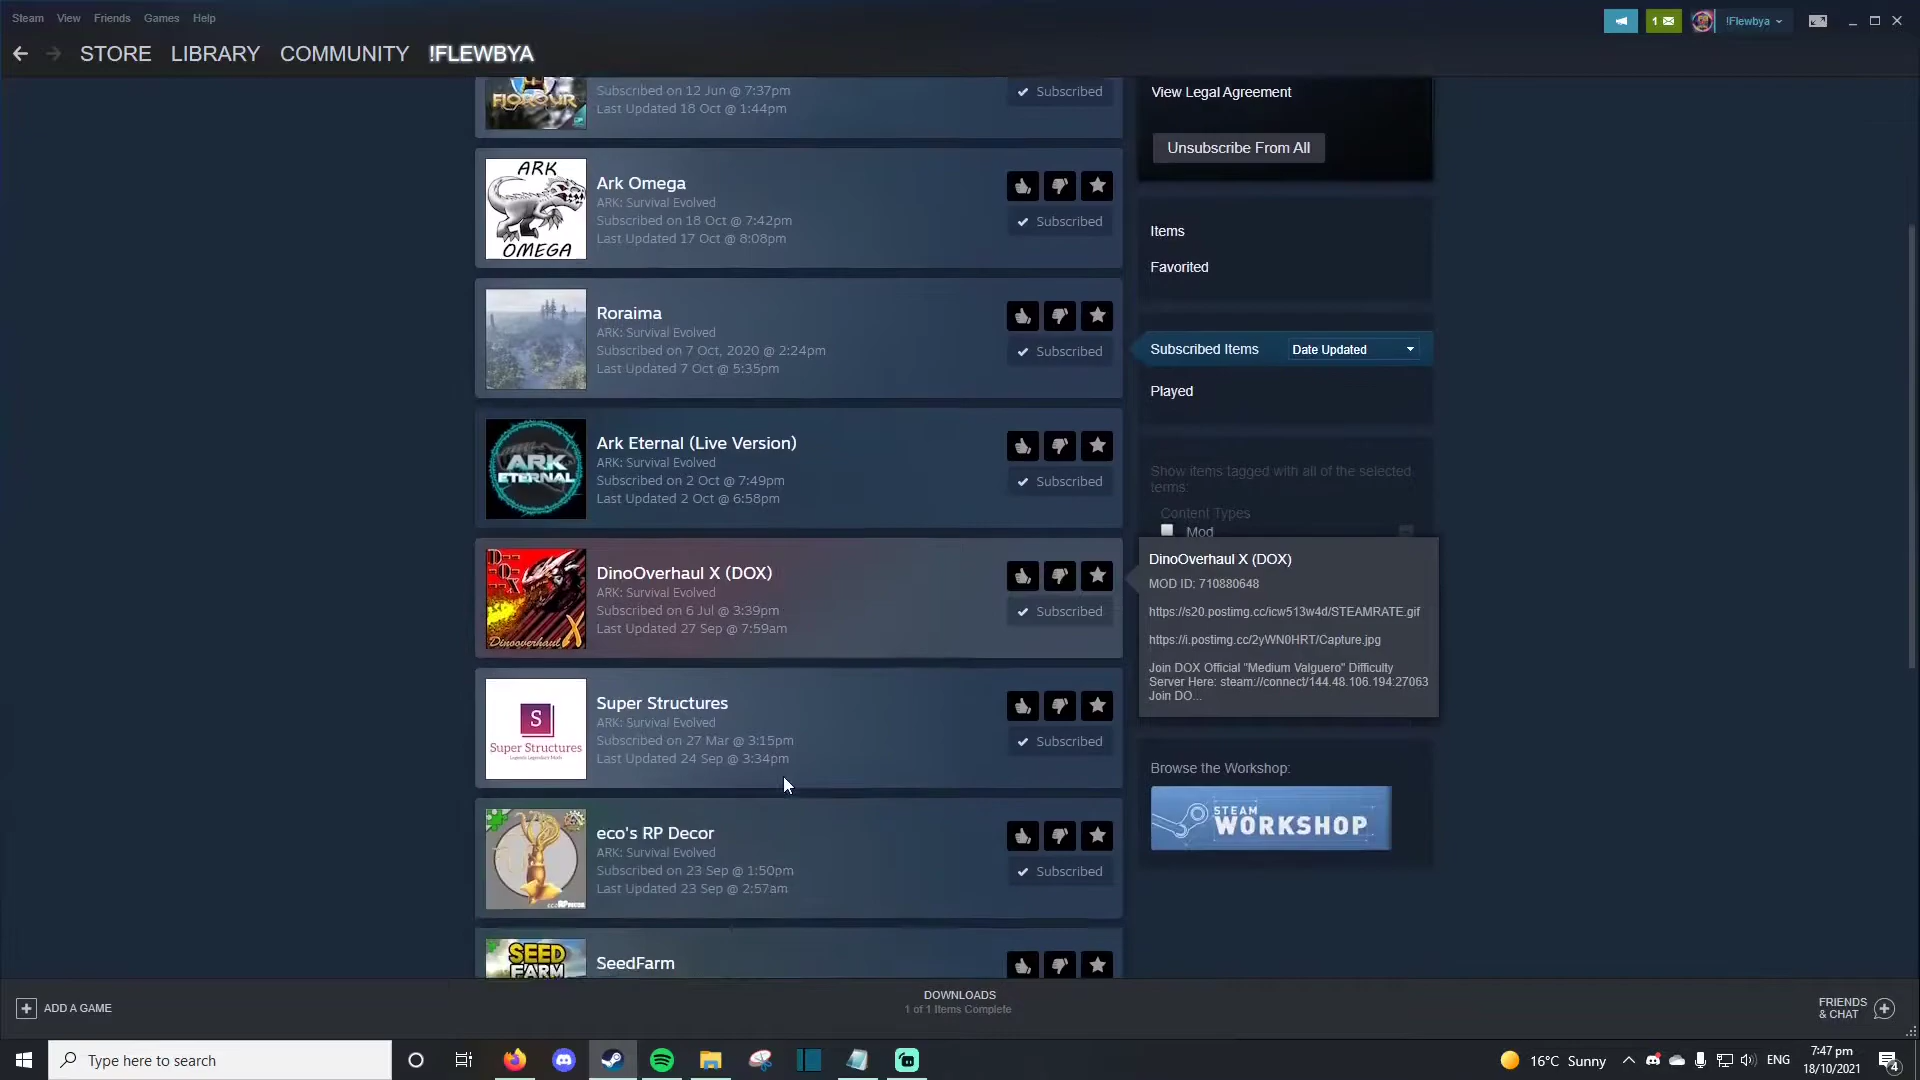 Steam View Friends Games Help
1 !Flewbya
STORE LIBRARY COMMUNITY !FLEWBYA
FJORDUR
Subscribed on 12 Jun @ 7:37pm
Last Updated 18 Oct @ 1:44pm
Subscribed
View Legal Agreement
Unsubscribe From All
ARK
OMEGA
Ark Omega
ARK: Survival Evolved
Subscribed on 18 Oct @ 7:42pm
Last Updated 17 Oct @ 8:08pm
Subscribed
Items
Favorited
Roraima
ARK: Survival Evolved
Subscribed on 7 Oct, 2020 @ 2:24pm
Last Updated 7 Oct @ 5:35pm
Subscribed
Subscribed Items Date Updated
Played
ARK
ETERNAL
Ark Eternal (Live Version)
ARK: Survival Evolved
Subscribed on 2 Oct @ 7:49pm
Last Updated 2 Oct @ 6:58pm
Subscribed
Show items tagged with all of the selected
terms:
Content Types
Mod
DOX
Dinooverhaul X
DinoOverhaul X (DOX)
ARK: Survival Evolved
Subscribed on 6 Jul @ 3:39pm
Last Updated 27 Sep @ 7:59am
Subscribed
DinoOverhaul X (DOX)
MOD ID: 710880648
https://s20.postimg.cc/icw513w4d/STEAMRATE.gif
https://i.postimg.cc/2yWN0HRT/Capture.jpg
Join DOX Official "Medium Valguero" Difficulty
Server Here: steam://connect/144.48.106.194:27063
Join DO...
S
Super Structures
Super Structures
ARK: Survival Evolved
Subscribed on 27 Mar @ 3:15pm
Last Updated 24 Sep @ 3:34pm
Subscribed
Browse the Workshop:
STEAM
WORKSHOP
eco's RP Decor
ARK: Survival Evolved
Subscribed on 23 Sep @ 1:50pm
Last Updated 23 Sep @ 2:57am
Subscribed
SEED
FARM
SeedFarm
ADD A GAME
DOWNLOADS
1 of 1 Items Complete
FRIENDS
& CHAT
Type here to search
16°C Sunny
ENG
7:47 pm
18/10/2021
4